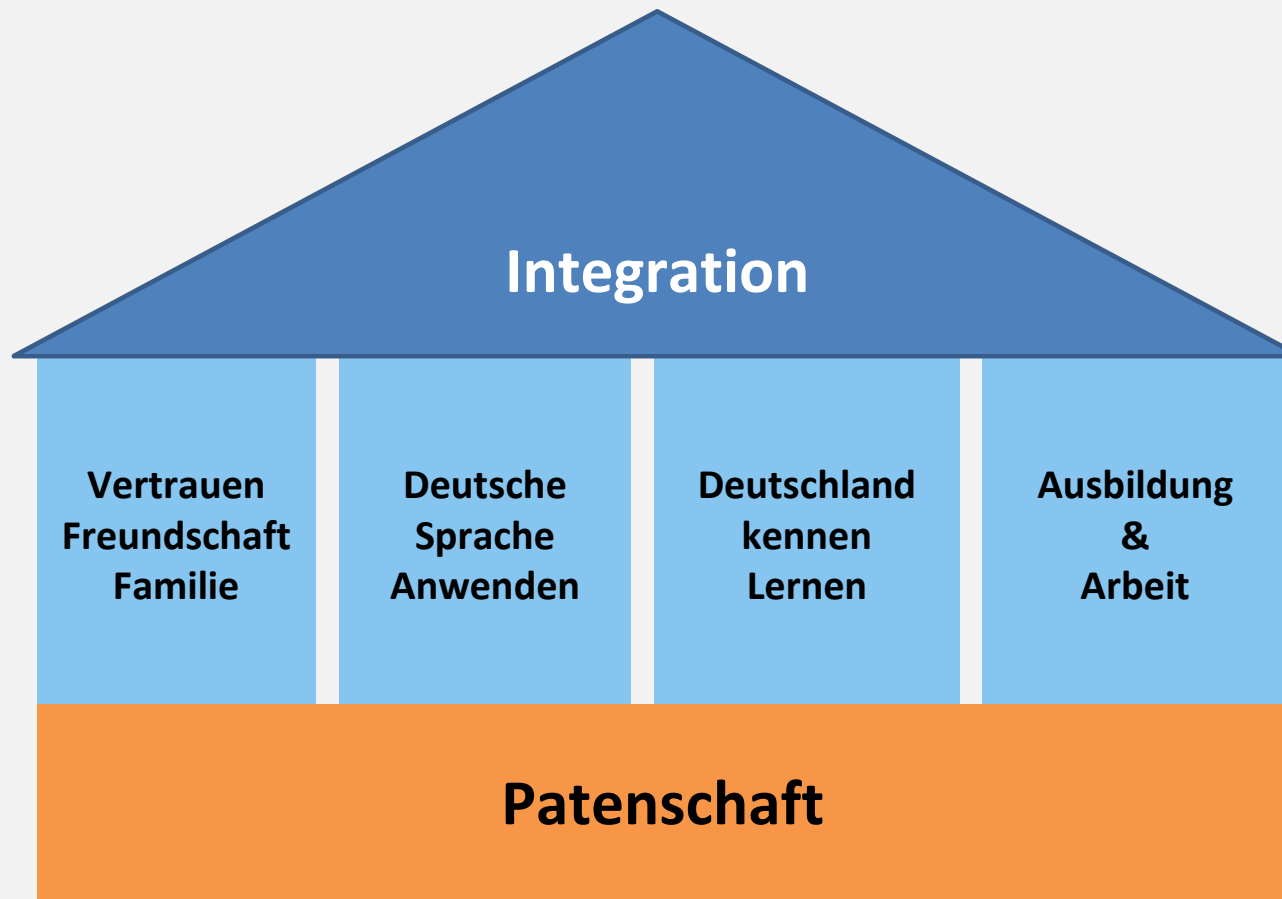 Integration
Vertrauen
Freundschaft
Familie
Deutsche
Sprache
Anwenden
Deutschland
kennen
Lernen
Ausbildung
&
Arbeit
Patenschaft